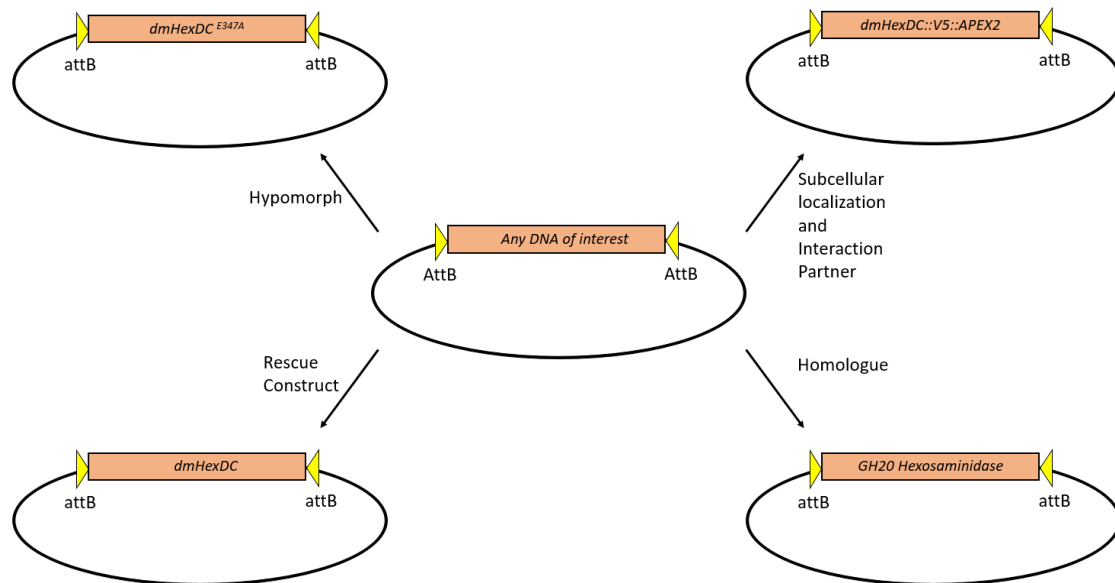 dmHexDC E347A
attB
attB
dmHexDC::V5::APEX2
attB
attB
Hypomorph
Subcellular
localization
and
Interaction
Partner
Any DNA of interest
AttB
AttB
Rescue
Construct
Homologue
dmHexDC
attB
attB
GH20 Hexosaminidase
attB
attB